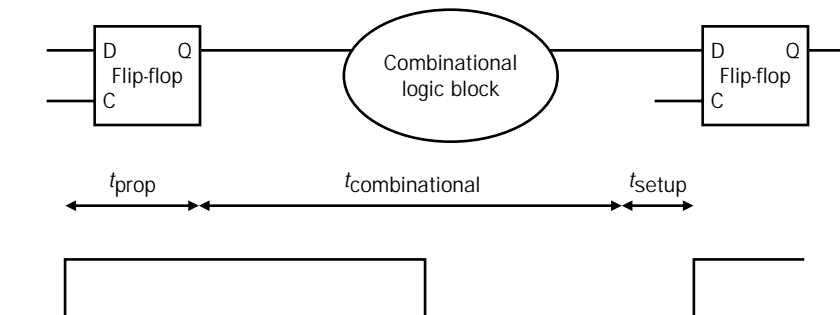 D Q
Flip-flop
C
Combinational
logic block
D Q
Flip-flop
C
tprop
tcombinational
tsetup